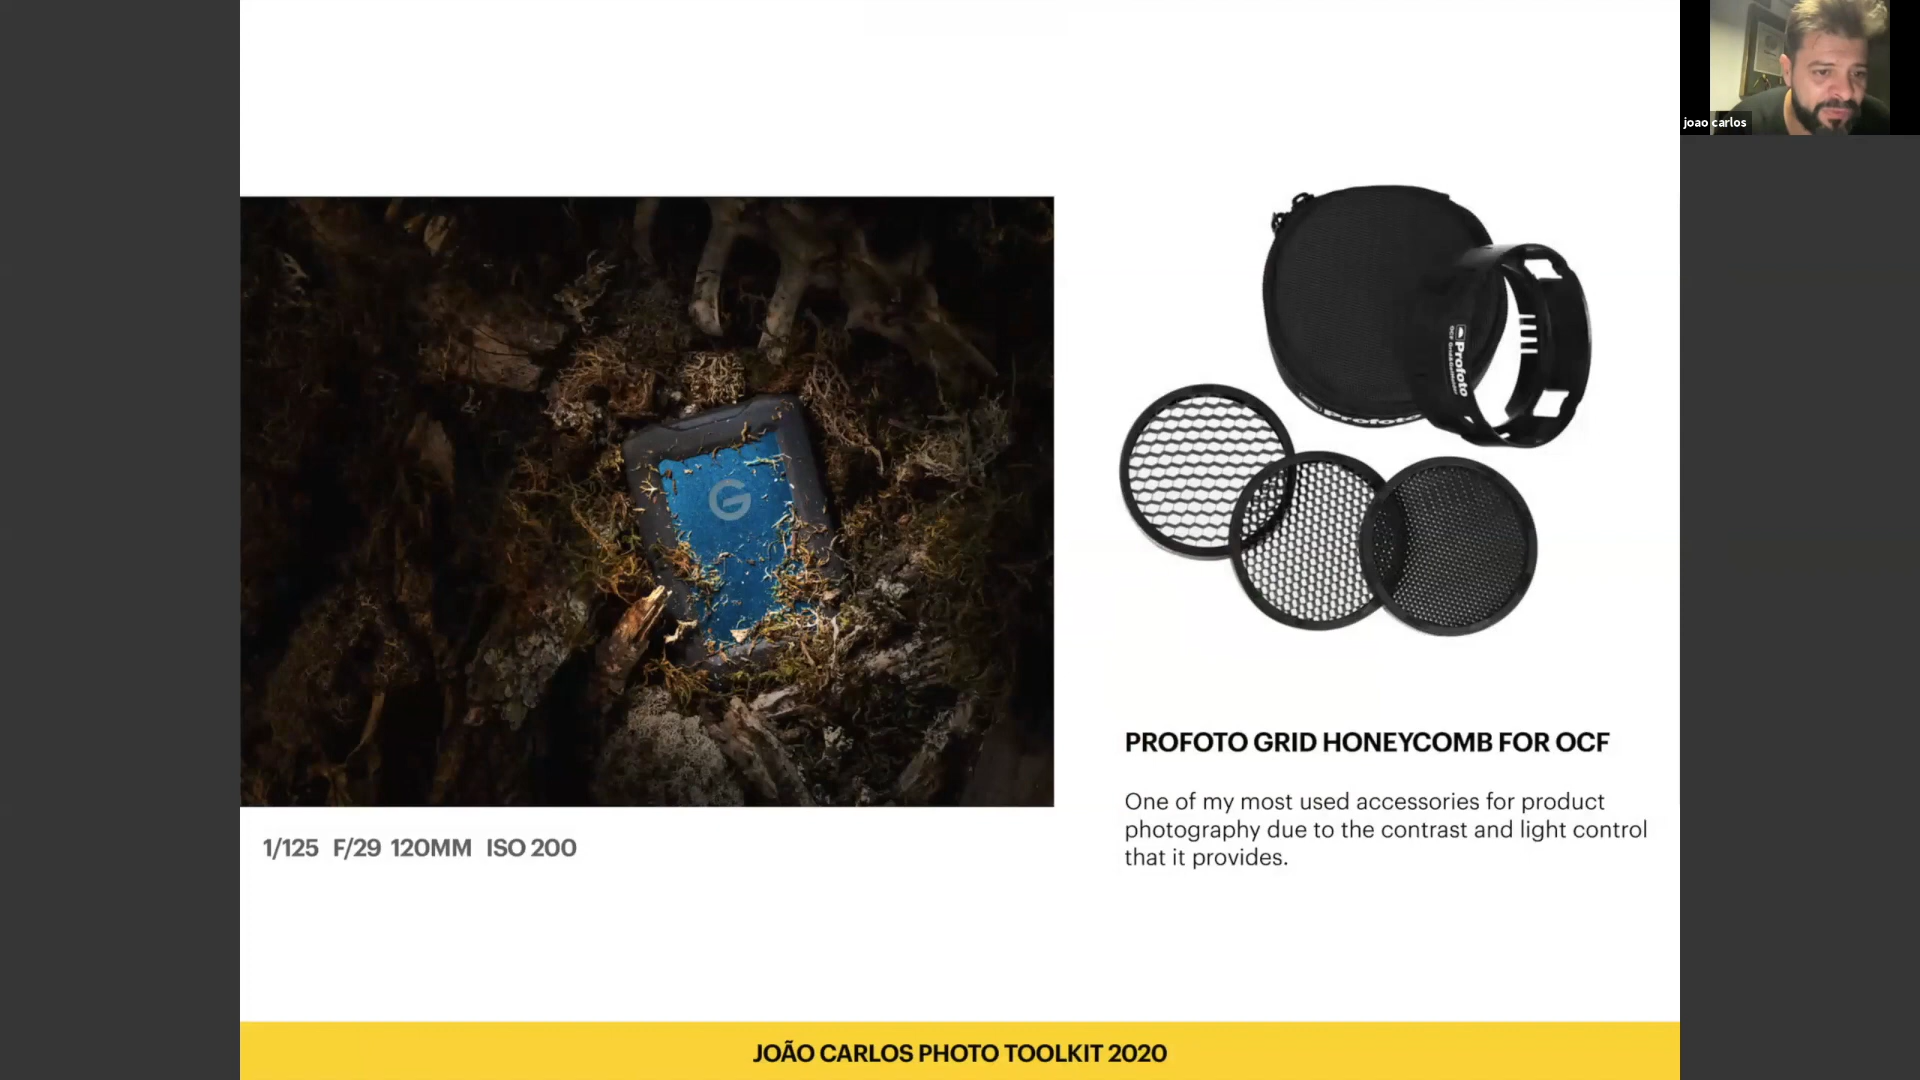 joao carlos
Profoto
Profoto
G
1/125 F/29 120MM ISO 200
PROFOTO GRID HONEYCOMB FOR OCF
One of my most used accessories for product
photography due to the contrast and light control
that it provides.
JOÃO CARLOS PHOTO TOOLKIT 2020